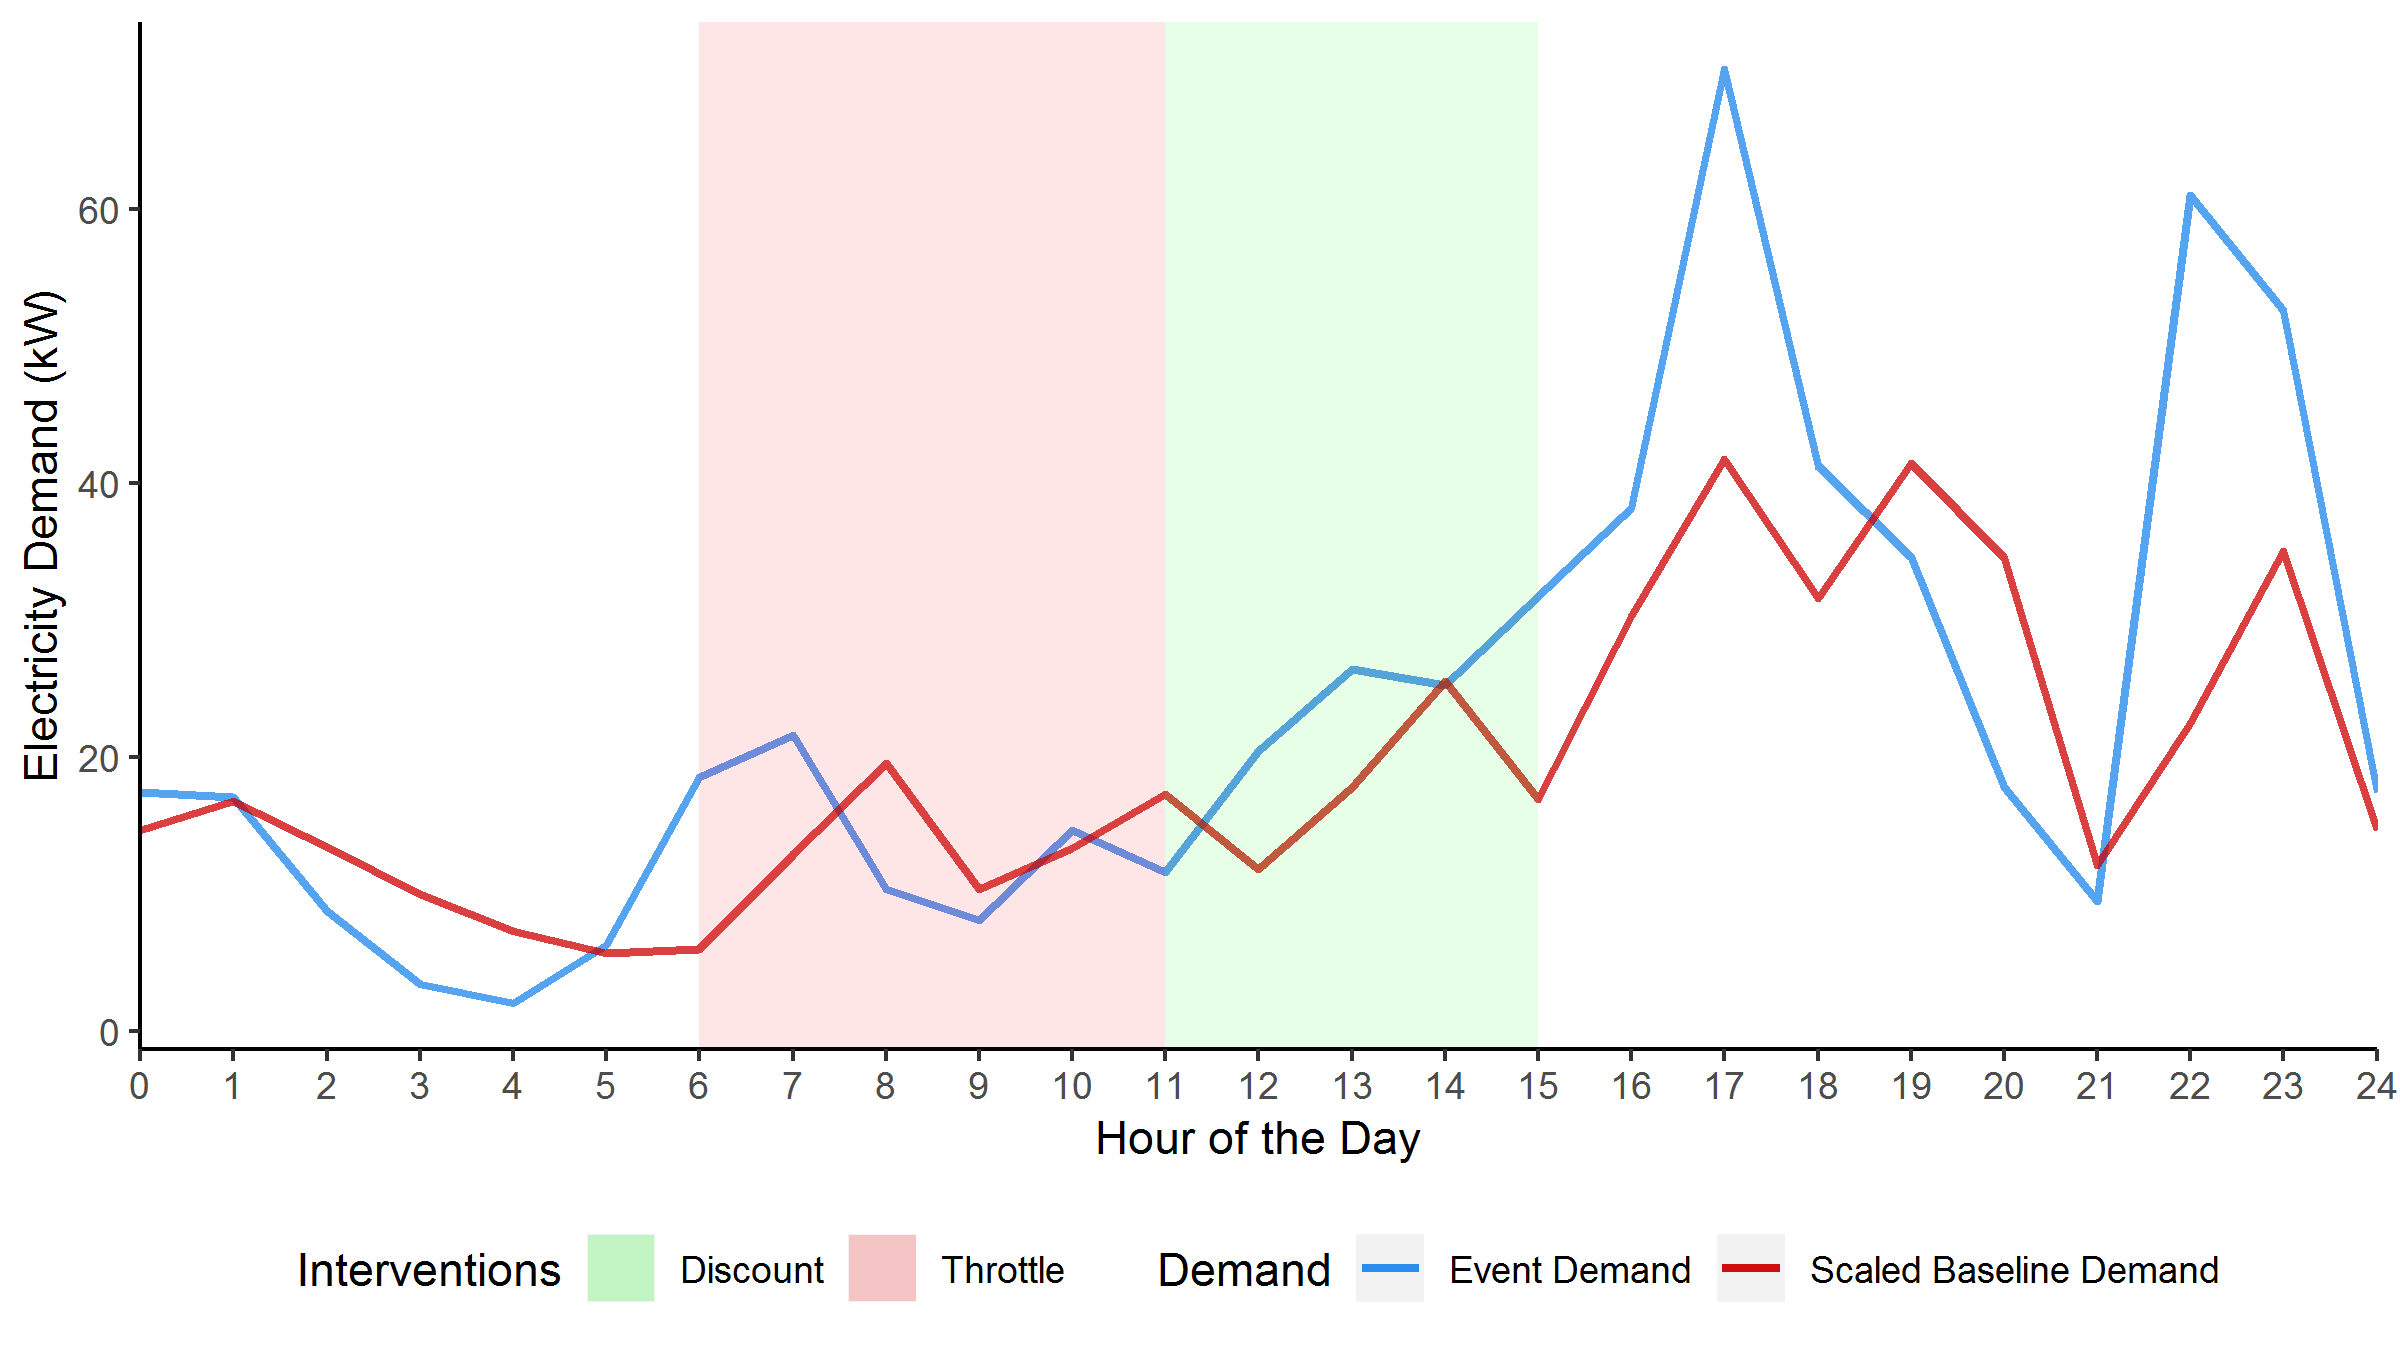 Electricity Demand (kW)
60
40
20
0
0 1 2 3 4 5 6 7 8 9 10 11 12 13 14 15 16 17 18 19 20 21 22 23 24
Hour of the Day
Interventions Discount Throttle Demand Event Demand Scaled Baseline Demand